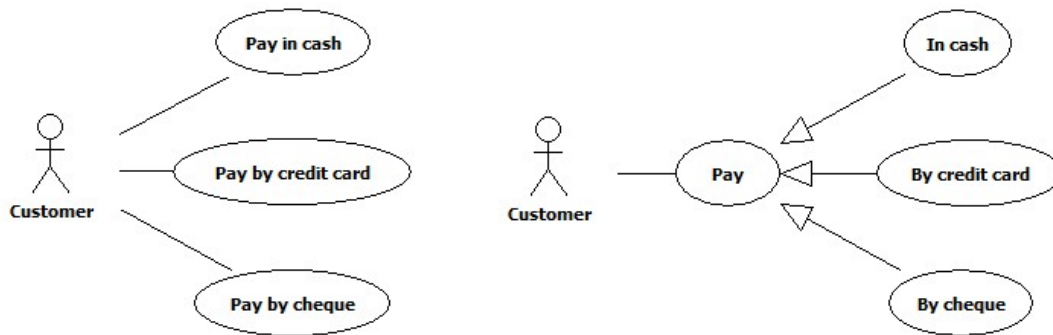 Pay in cash
Pay by credit card
Customer
Pay by cheque
In cash
Pay
By credit card
Customer
By cheque